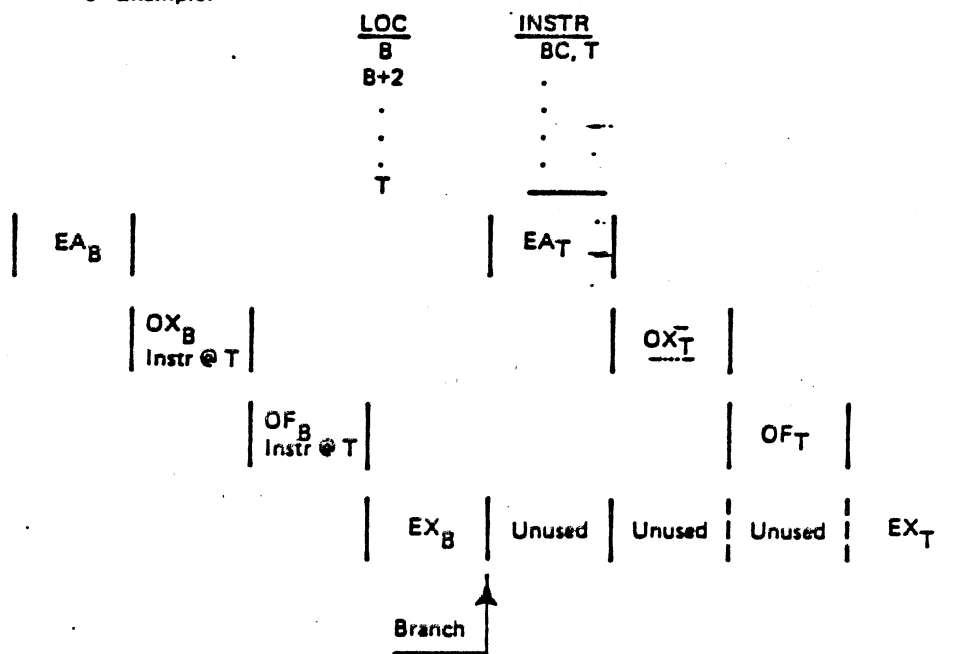 Example:
LOC INSTR
B BC, T
B+2 .
. .
. .
. .
T
EA_B EA_T
OX_B OX_T
Instr @ T
OF_B OF_T
Instr @ T
EX_B Unused Unused Unused EX_T
Branch